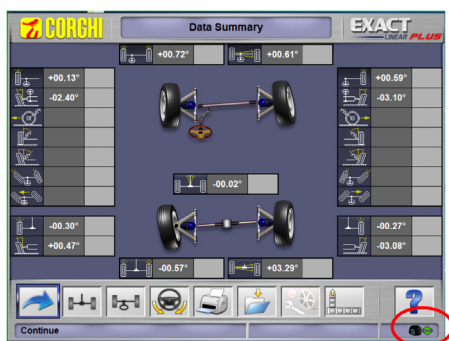 CORGHI Data Summary EXACT
LINEAR PLUS
+00.72° +00.61°
+00.13° +00.59°
-02.40° -03.10°
-00.02°
-00.30° -00.27°
+00.47° -03.08°
-00.57° +03.29°
?
Continue